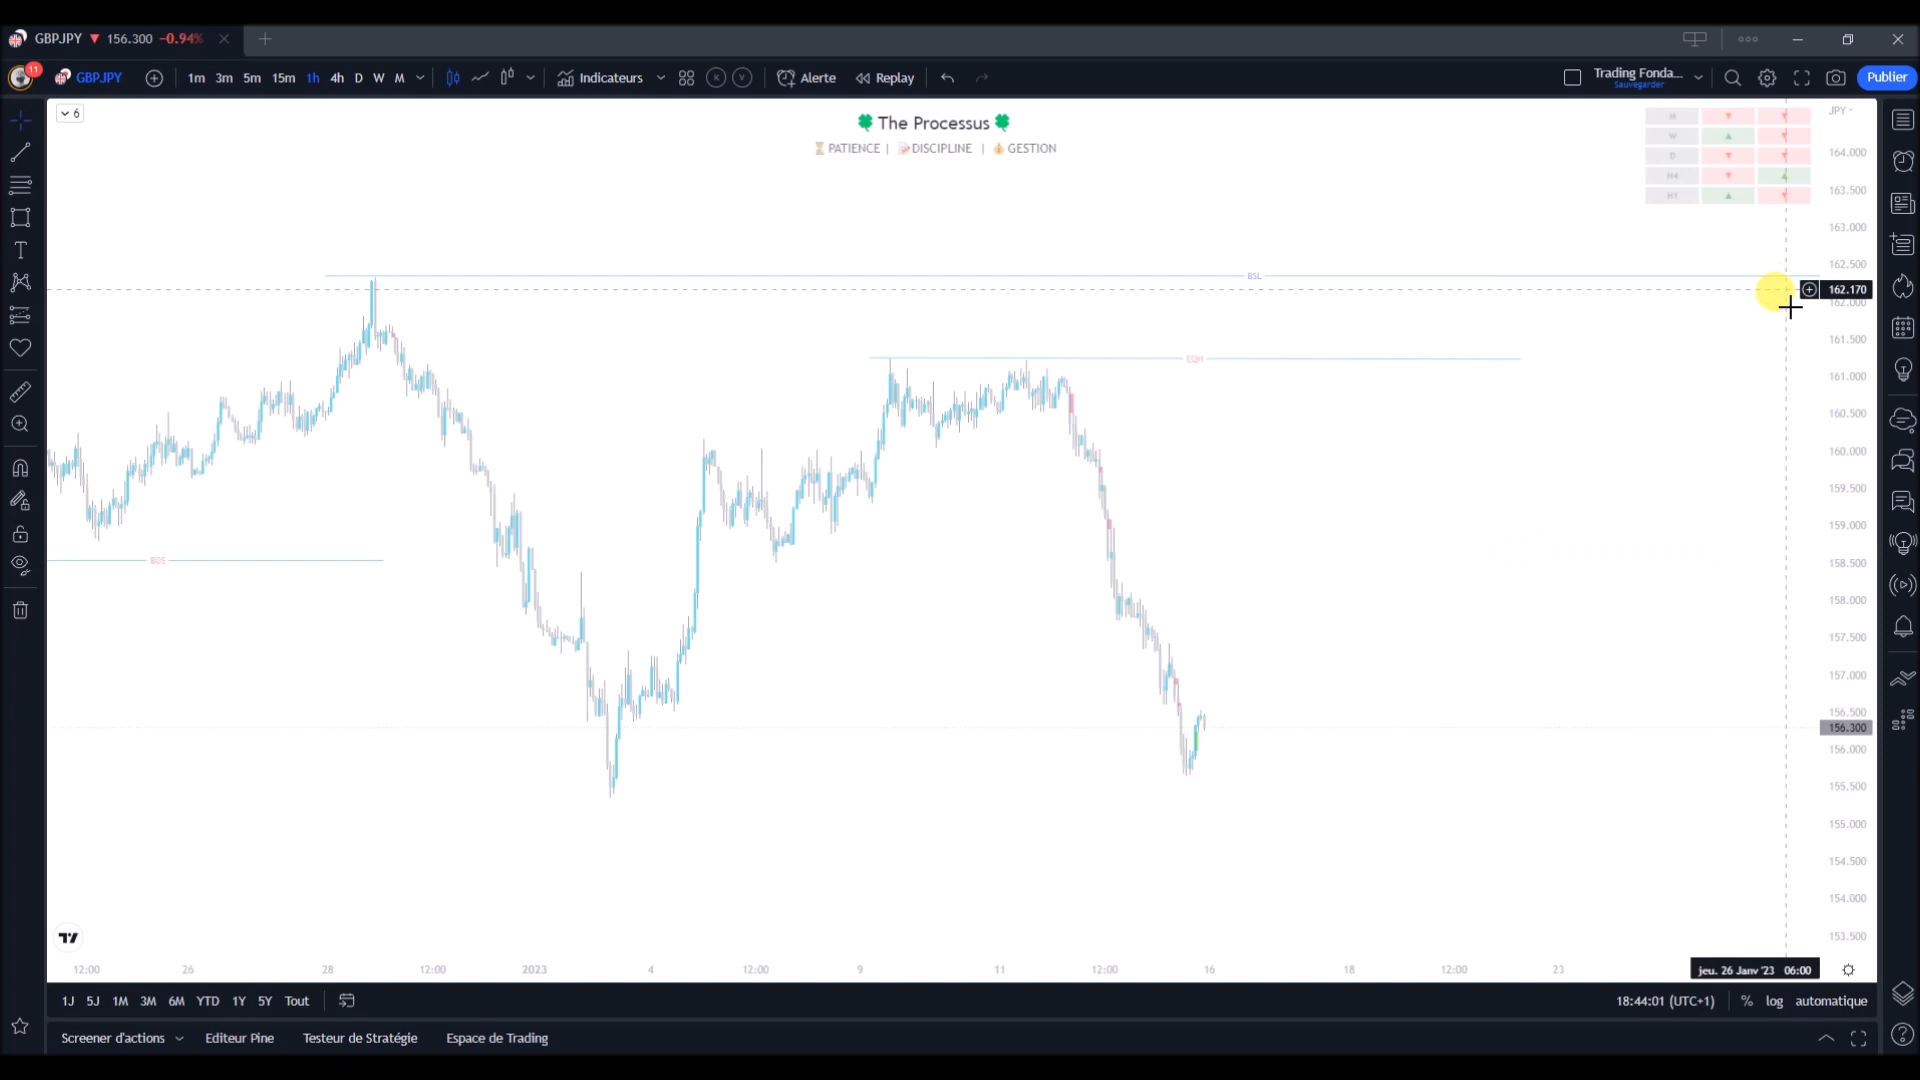 GBPJPY ▼ 156.300 −0.94%
11
GBPJPY 1m 3m 5m 15m 1h 4h D W M Indicateurs K V Alerte Replay Trading Fonda... Publier
Sauvegarder
6
🍀 The Processus 🍀
⏳ PATIENCE | 📝 DISCIPLINE | 💰 GESTION
M ▼ ▼
W ▲ ▼
D ▼ ▼
H4 ▼ ▲
H1 ▲ ▼
JPY
164.000
163.500
163.000
162.500
BSL
162.170
162.000
161.500
EQH
161.000
160.500
160.000
159.500
159.000
158.500
BOS
158.000
157.500
157.000
156.500
156.300
156.000
155.500
155.000
154.500
154.000
153.500
12:00 26 28 12:00 2023 4 12:00 9 11 12:00 16 18 12:00 23 jeu. 26 Janv '23 06:00
1J 5J 1M 3M 6M YTD 1Y 5Y Tout 18:44:01 (UTC+1) % log automatique
Screener d'actions Editeur Pine Testeur de Stratégie Espace de Trading